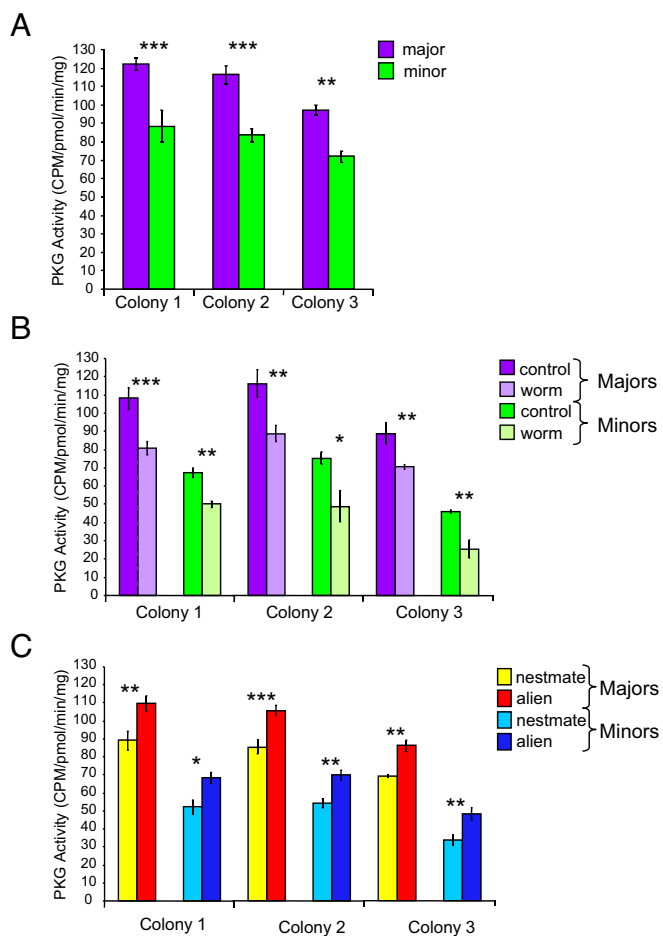 A
***
***
**
major
minor
130
120
110
100
90
80
70
60
50
40
30
20
10
0
PKG Activity (CPM/pmol/min/mg)
Colony 1
Colony 2
Colony 3
B
***
**
**
*
**
**
control
worm
Majors
control
worm
Minors
130
120
110
100
90
80
70
60
50
40
30
20
10
0
PKG Activity (CPM/pmol/min/mg)
Colony 1
Colony 2
Colony 3
C
**
*
***
**
**
**
nestmate
alien
Majors
nestmate
alien
Minors
130
120
110
100
90
80
70
60
50
40
30
20
10
0
PKG Activity (CPM/pmol/min/mg)
Colony 1
Colony 2
Colony 3